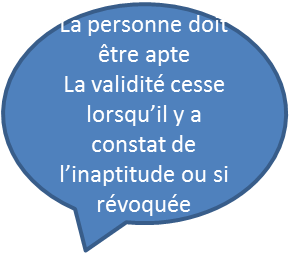 La personne doit
être apte
La validité cesse
lorsqu’il y a
constat de
l’inaptitude ou si
révoquée